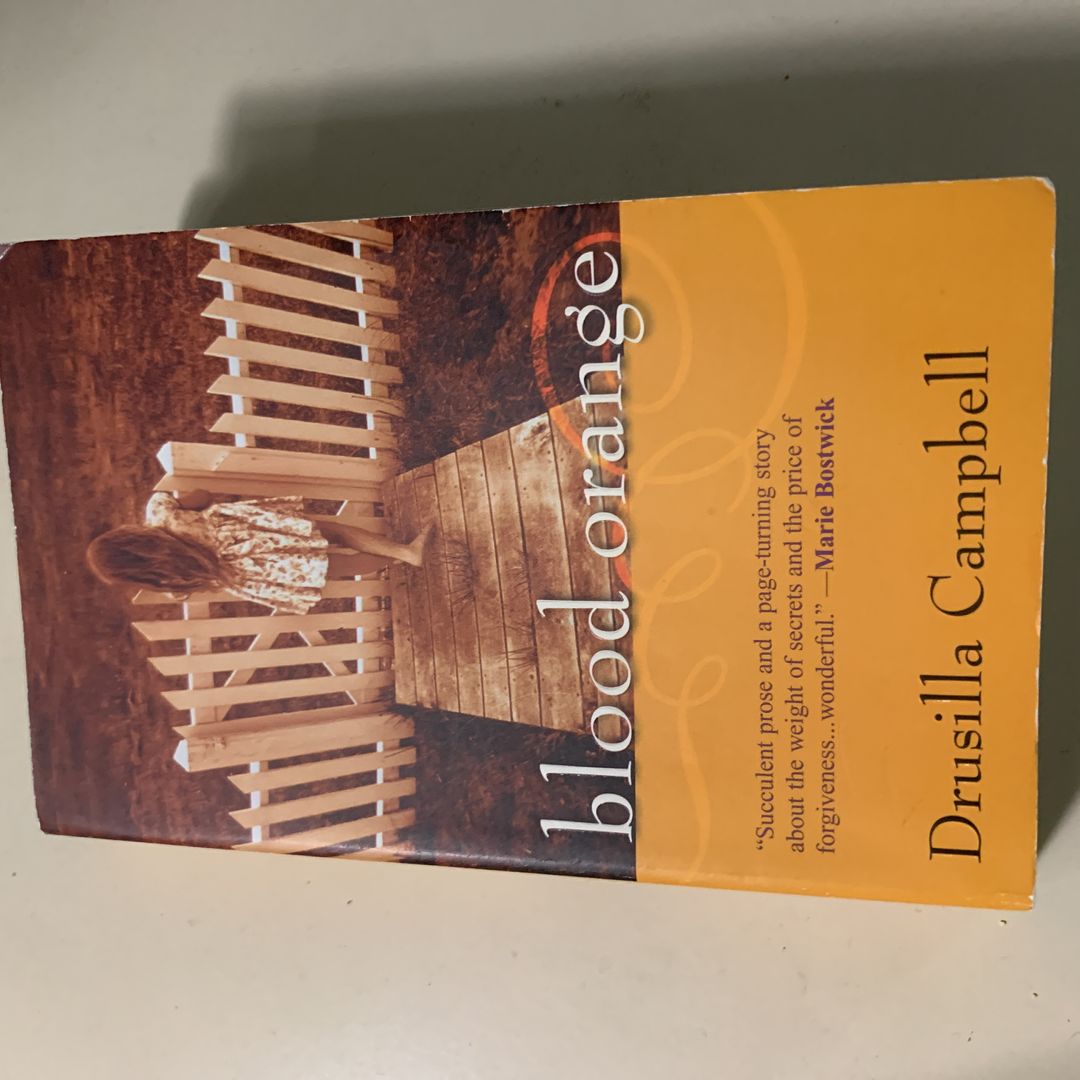 blood orange
“Succulent prose and a page-turning story
about the weight of secrets and the price of
forgiveness...wonderful.” —Marie Bostwick
Drusilla Campbell